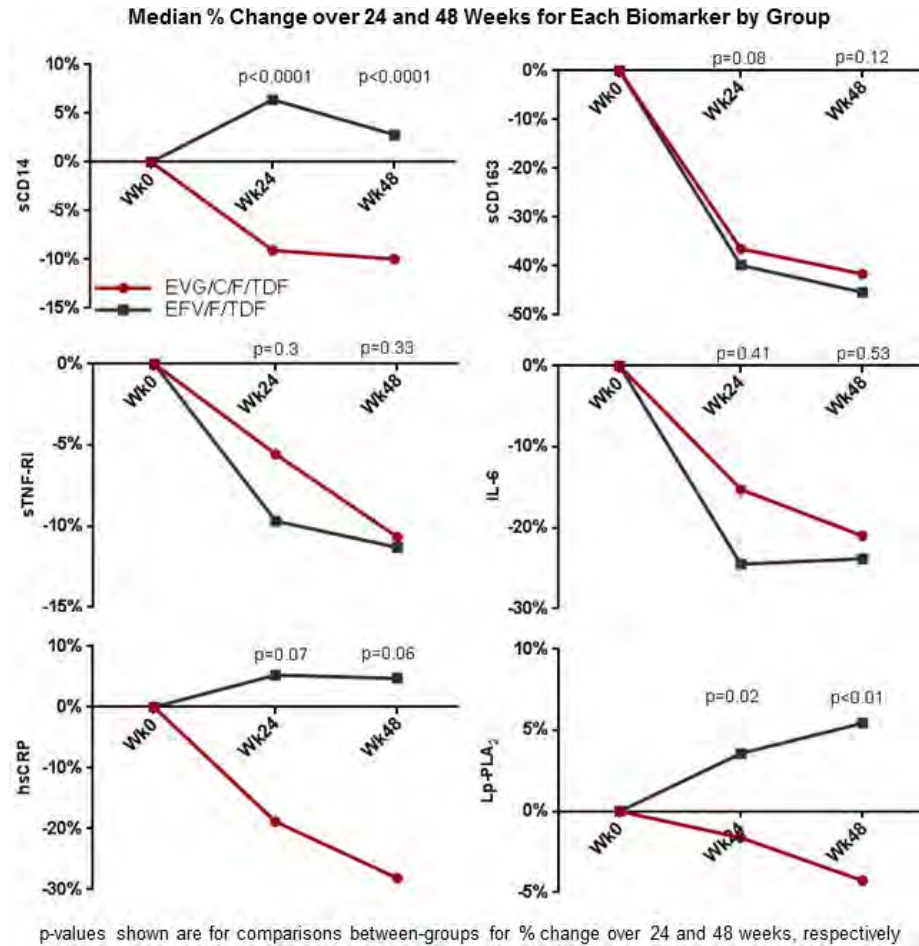 Median % Change over 24 and 48 Weeks for Each Biomarker by Group
10%
5%
0%
-5%
-10%
-15%
sCD14
p<0.0001 p<0.0001
Wk0 Wk24 Wk48
EVG/C/F/TDF
EFV/F/TDF
0%
-10%
-20%
-30%
-40%
-50%
sCD163
p=0.08 p=0.12
Wk0 Wk24 Wk48
0%
-5%
-10%
-15%
sTNF-RI
p=0.3 p=0.33
Wk0 Wk24 Wk48
0%
-10%
-20%
-30%
IL-6
p=0.41 p=0.53
Wk0 Wk24 Wk48
10%
0%
-10%
-20%
-30%
hsCRP
p=0.07 p=0.06
Wk0 Wk24 Wk48
10%
5%
0%
-5%
Lp-PLA₂
p=0.02 p<0.01
Wk0 Wk24 Wk48
p-values shown are for comparisons between-groups for % change over 24 and 48 weeks, respectively